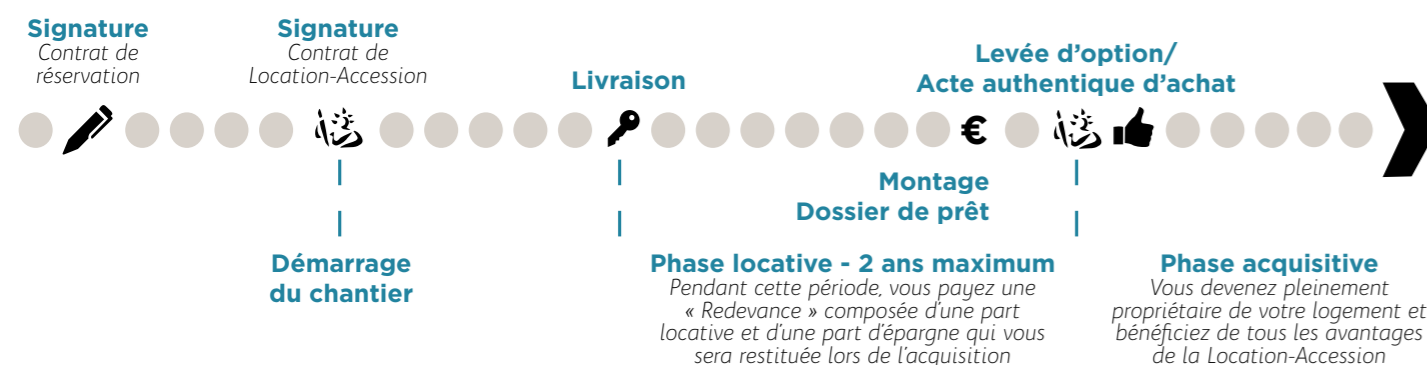 Signature
Contrat de
réservation
Signature
Contrat de
Location-Accession
Livraison
Levée d'option/
Acte authentique d'achat
€
Montage
Dossier de prêt
Démarrage
du chantier
Phase locative - 2 ans maximum
Pendant cette période, vous payez une
« Redevance » composée d'une part
locative et d'une part d'épargne qui vous
sera restituée lors de l'acquisition
Phase acquisitive
Vous devenez pleinement
propriétaire de votre logement et
bénéficiez de tous les avantages
de la Location-Accession